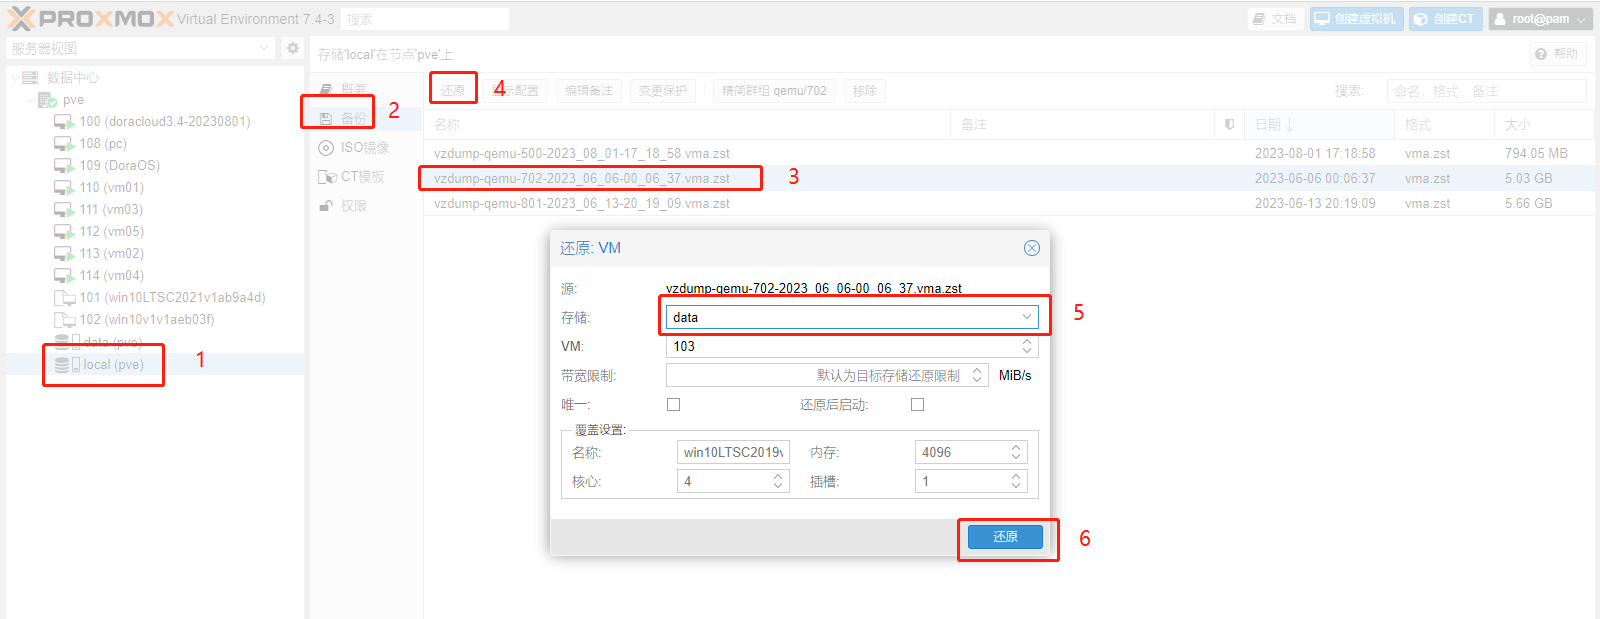 PROXMOX Virtual Environment 7.4-3 搜索 文档 创建虚拟机 创建CT root@pam
服务器视图
存储'local'在节点'pve'上 帮助
数据中心
pve
100 (doracloud3.4-20230801)
108 (pc)
109 (DoraOS)
110 (vm01)
111 (vm03)
112 (vm05)
113 (vm02)
114 (vm04)
101 (win10LTSC2021v1ab9a4d)
102 (win10v1v1aeb03f)
data (pve)
local (pve)
1
概要
备份
2
ISO镜像
CT模板
权限
还原 4 显示配置 编辑备注 变更保护 精简群组 qemu/702 移除 搜索: 命名, 格式, 备注
名称 备注 日期↓ 格式 大小
vzdump-qemu-500-2023_08_01-17_18_58.vma.zst 2023-08-01 17:18:58 vma.zst 794.05 MB
vzdump-qemu-702-2023_06_06-00_06_37.vma.zst 3 2023-06-06 00:06:37 vma.zst 5.03 GB
vzdump-qemu-801-2023_06_13-20_19_09.vma.zst 2023-06-13 20:19:09 vma.zst 5.66 GB
还原: VM
源: vzdump-qemu-702-2023_06_06-00_06_37.vma.zst
存储: data 5
VM: 103
带宽限制: 默认为目标存储还原限制 MiB/s
唯一: 还原后启动:
覆盖设置:
名称: win10LTSC2019v 内存: 4096
核心: 4 插槽: 1
还原 6